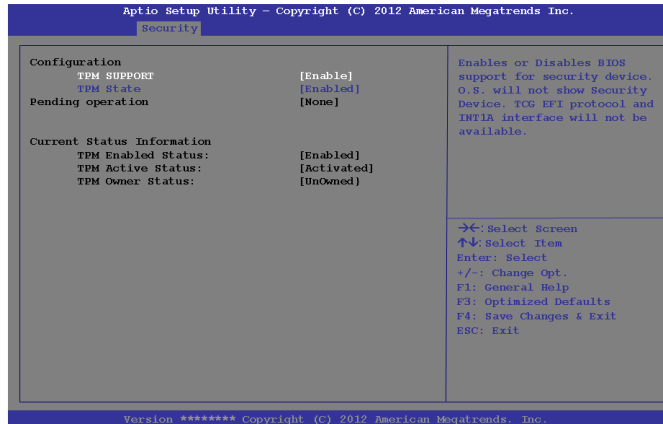 Aptio Setup Utility – Copyright (C) 2012 American Megatrends Inc.
Security
Configuration
TPM SUPPORT [Enable]
TPM State [Enabled]
Pending operation [None]
Current Status Information
TPM Enabled Status: [Enabled]
TPM Active Status: [Activated]
TPM Owner Status: [UnOwned}
Enables or Disables BIOS
support for security device.
O.S. will not show Security
Device. TCG EFI protocol and
INT1A interface will not be
available.
→←:Select Screen
↑↓:Select Item
Enter: Select
+/-: Change Opt.
F1: General Help
F3: Optimized Defaults
F4: Save Changes & Exit
ESC: Exit
Version ******** Copyright (C) 2012 American Megatrends. Inc.